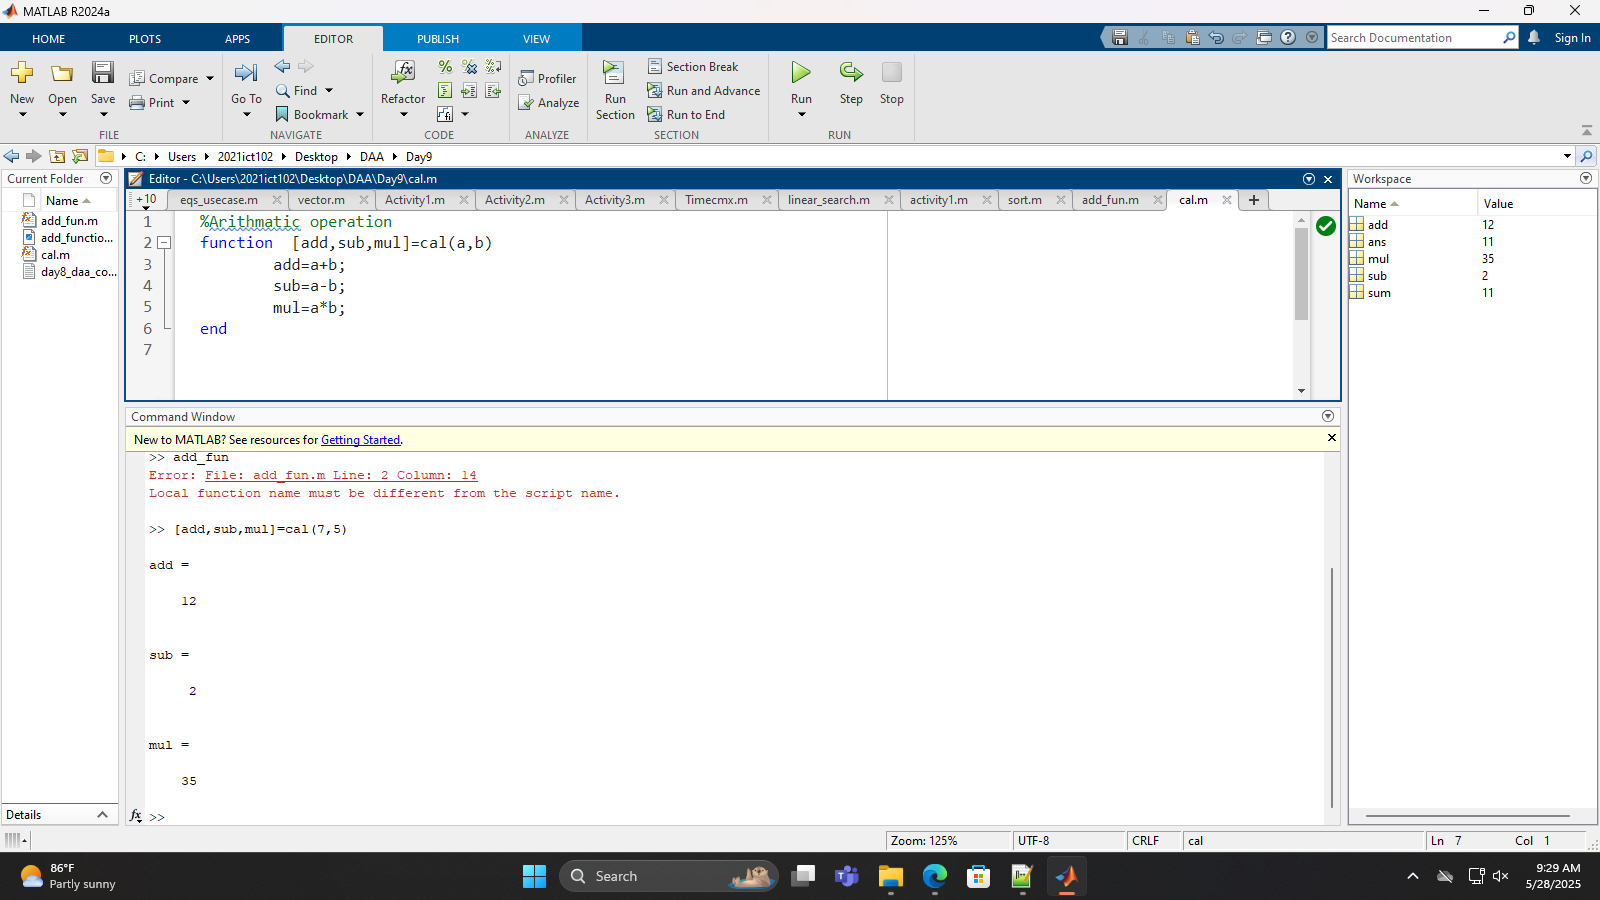 MATLAB R2024a
HOME PLOTS APPS EDITOR PUBLISH VIEW
Search Documentation
Sign In
New Open Save Compare Print
FILE
Go To Find Bookmark
NAVIGATE
Refactor
CODE
Profiler
Analyze
ANALYZE
Run Section
Section Break
Run and Advance
Run to End
SECTION
Run Step Stop
RUN
C: Users 2021ict102 Desktop DAA Day9
Current Folder
Name
add_fun.m
add_functio...
cal.m
day8_daa_co...
Details
Editor - C:\Users\2021ict102\Desktop\DAA\Day9\cal.m
+10 eqs_usecase.m vector.m Activity1.m Activity2.m Activity3.m Timecmx.m linear_search.m activity1.m sort.m add_fun.m cal.m
1 %Arithmatic operation
2 function [add,sub,mul]=cal(a,b)
3 add=a+b;
4 sub=a-b;
5 mul=a*b;
6 end
7
Command Window
New to MATLAB? See resources for Getting Started.
>> add_fun
Error: File: add_fun.m Line: 2 Column: 14
Local function name must be different from the script name.
>> [add,sub,mul]=cal(7,5)
add =
12
sub =
2
mul =
35
fx >>
Workspace
Name Value
add 12
ans 11
mul 35
sub 2
sum 11
Zoom: 125% UTF-8 CRLF cal Ln 7 Col 1
86°F
Partly sunny
Search
9:29 AM
5/28/2025